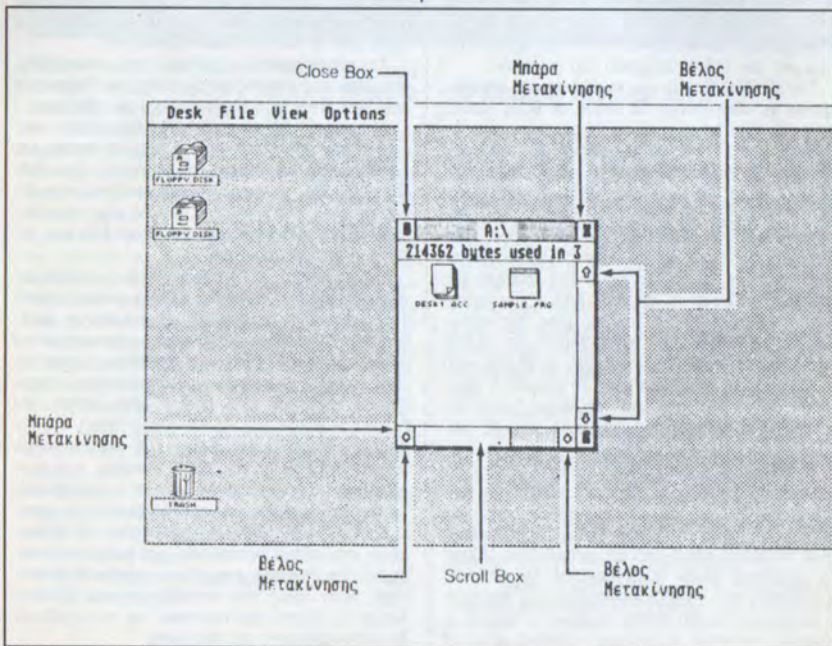 Close Box
Μπάρα
Μετακίνησης
Βέλος
Μετακίνησης
Desk File View Options
FLOPPY DISK
FLOPPY DISK
A:\
214362 bytes used in 3
DESK1.ACC SAMPLE.PRG
Μπάρα
Μετακίνησης
TRASH
Βέλος
Μετακίνησης
Scroll Box
Βέλος
Μετακίνησης